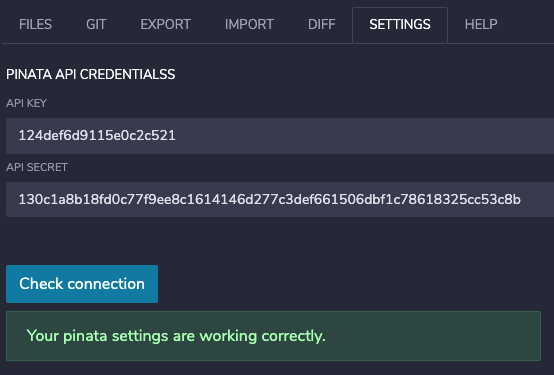 FILES GIT EXPORT IMPORT DIFF SETTINGS HELP
PINATA API CREDENTIALSS
API KEY
124def6d9115e0c2c521
API SECRET
130c1a8b18fd0c77f9ee8c1614146d277c3def661506dbf1c78618325cc53c8b
Check connection
Your pinata settings are working correctly.